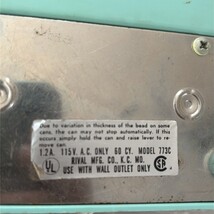 Due to variation in thickness of the bead on some
cans, the can may not stop automatically. If this
occurs simply hold the can and raise lever to re-
move can.
1.2A. 115V. A.C. ONLY 60 CY. MODEL 773C
RIVAL MFG. CO., K.C. MO.
USE WITH WALL OUTLET ONLY
UL
SA